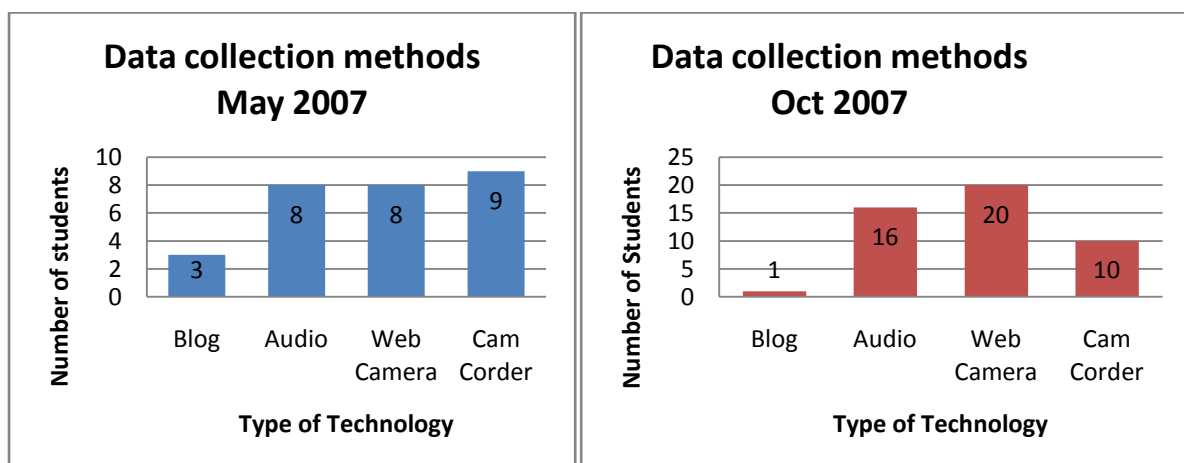 Data collection methods
May 2007
Number of students
10
8
6
4
2
0
3
8
8
9
Blog
Audio
Web
Camera
Cam
Corder
Type of Technology
Data collection methods
Oct 2007
Number of Students
25
20
15
10
5
0
1
16
20
10
Blog
Audio
Web
Camera
Cam
Corder
Type of Technology